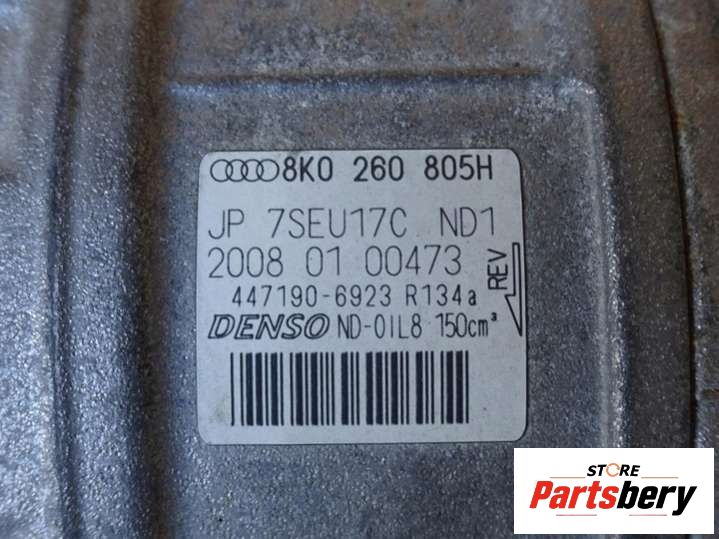 8K0 260 805H
JP 7SEU17C ND1
2008 01 00473
REV
447190-6923 R134a
DENSO ND-OIL8 150cm³
STORE
Partsbery